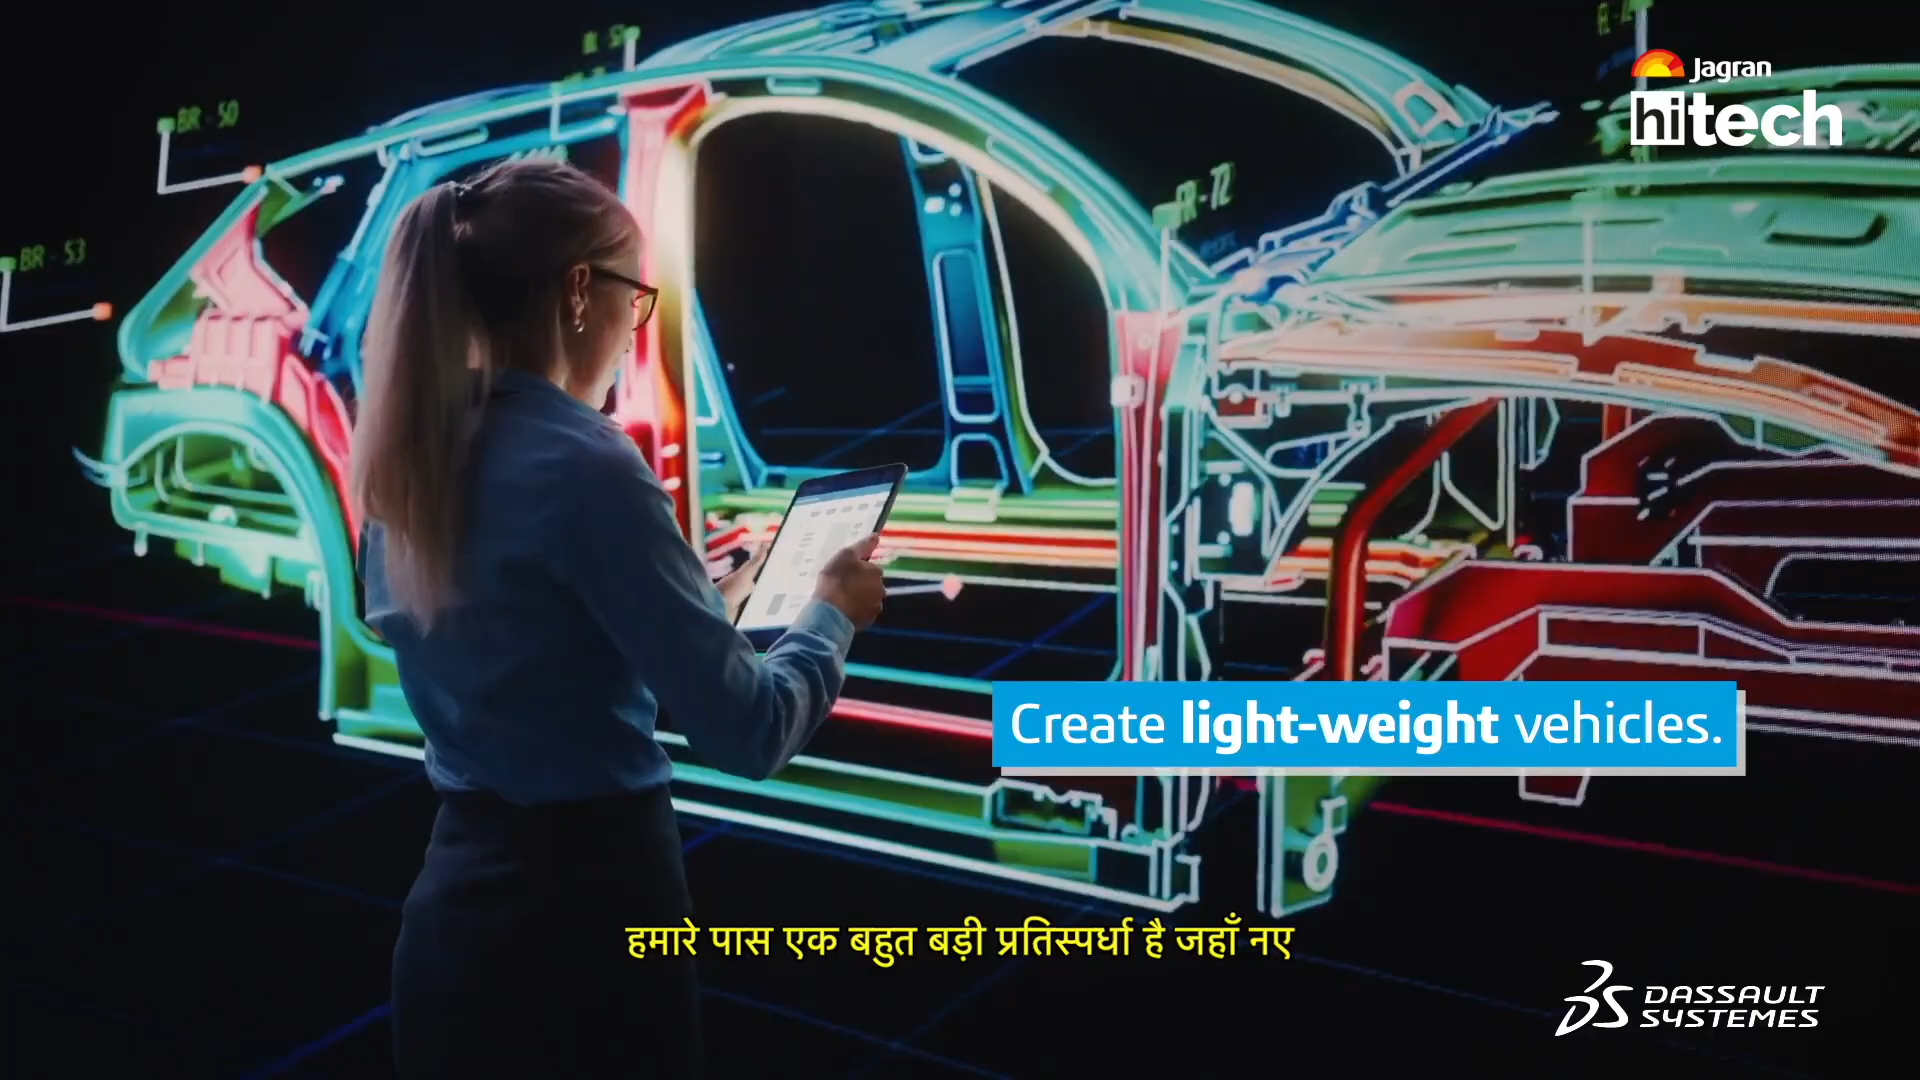 BR - 50
BR - 53
Jagran
hitech
Create light-weight vehicles.
हमारे पास एक बहुत बड़ी प्रतिस्पर्धा है जहाँ नए
DASSAULT
SYSTEMES